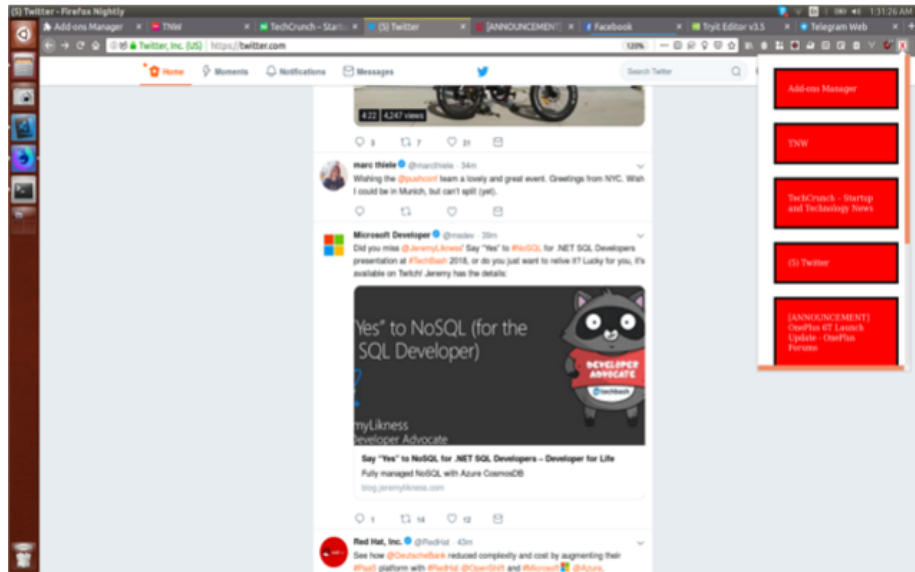 (5) Twitter - Firefox Nightly
1:31:26 AM
Add-ons Manager
TNW
TechCrunch – Start
(5) Twitter
[ANNOUNCEMENT]
Facebook
Tryit Editor v3.5
Telegram Web
Twitter, Inc. (US)
https://twitter.com
120%
Home
Moments
Notifications
Messages
Search Twitter
4:22
4,247 views
3
7
21
marc thiele @marcthiele · 34m
Wishing the @pushconf team a lovely and great event. Greetings from NYC. Wish
I could be in Munich, but can't split (yet).
Microsoft Developer @msdev · 39m
Did you miss @JeremyLikness' Say "Yes" to #NoSQL for .NET SQL Developers
presentation at #TechBash 2018, or do you just want to relive it? Lucky for you, it's
available on Twitch! Jeremy has the details:
Yes" to NoSQL (for the
SQL Developer)
DEVELOPER
ADVOCATE
techbash
myLikness
Developer Advocate
Say "Yes" to NoSQL for .NET SQL Developers – Developer for Life
Fully managed NoSQL with Azure CosmosDB
blog.jeremylikness.com
1
14
12
Red Hat, Inc. @RedHat · 43m
See how @DeutscheBank reduced complexity and cost by augmenting their
#PaaS platform with #RedHat @OpenShift and #Microsoft @Azure.
Add-ons Manager
TNW
TechCrunch – Startup
and Technology News
(5) Twitter
[ANNOUNCEMENT]
OnePlus 6T Launch
Update - OnePlus
Forums